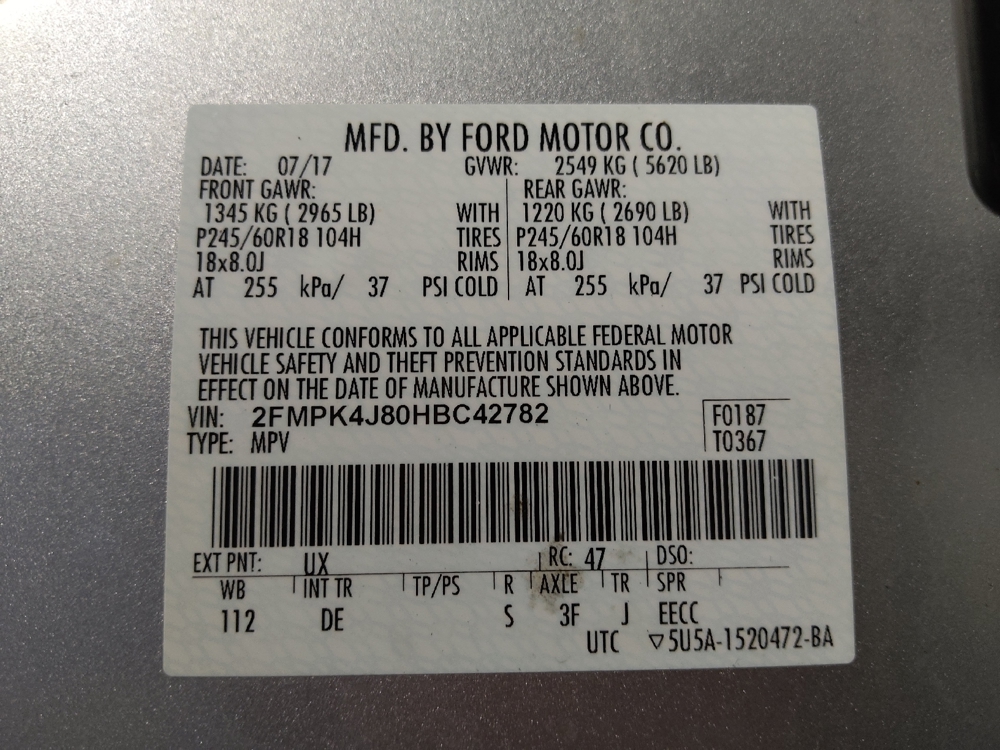 MFD. BY FORD MOTOR CO.
DATE: 07/17 GVWR: 2549 KG ( 5620 LB)
FRONT GAWR: REAR GAWR:
1345 KG ( 2965 LB) WITH 1220 KG ( 2690 LB) WITH
P245/60R18 104H TIRES P245/60R18 104H TIRES
18x8.0J RIMS 18x8.0J RIMS
AT 255 kPa/ 37 PSI COLD AT 255 kPa/ 37 PSI COLD
THIS VEHICLE CONFORMS TO ALL APPLICABLE FEDERAL MOTOR
VEHICLE SAFETY AND THEFT PREVENTION STANDARDS IN
EFFECT ON THE DATE OF MANUFACTURE SHOWN ABOVE.
VIN: 2FMPK4J80HBC42782 F0187
TYPE: MPV T0367
EXT PNT: UX RC: 47 DSO:
WB INT TR TP/PS R AXLE TR SPR
112 DE S 3F J EECC
UTC ▽5U5A-1520472-BA